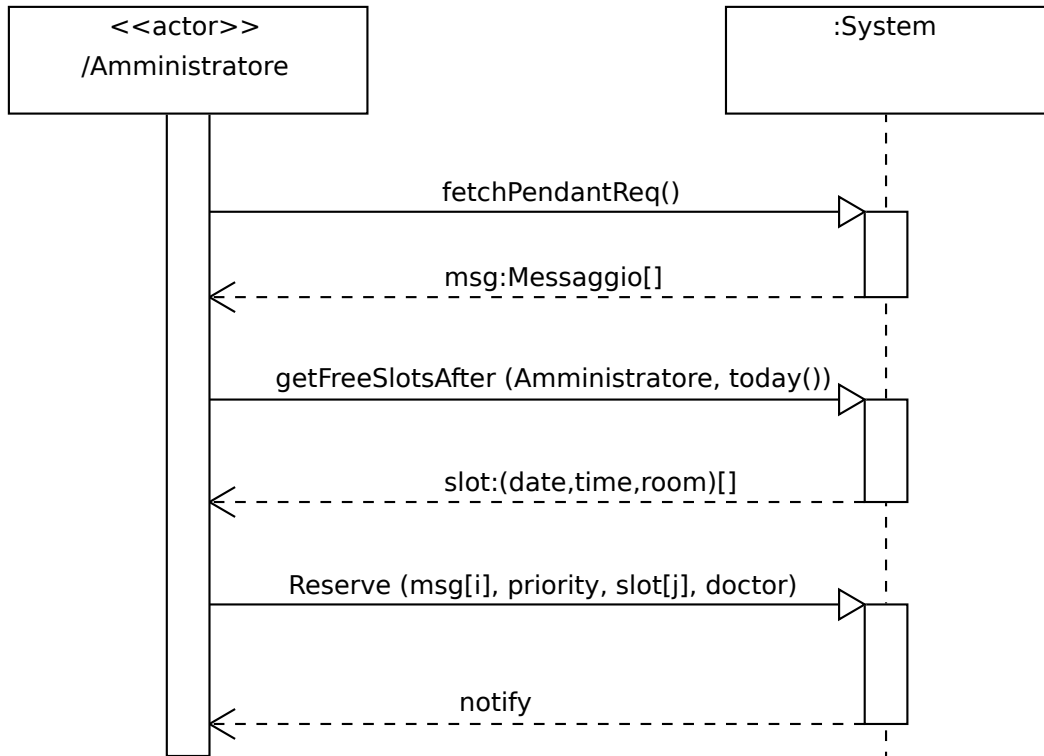 <<actor>>
/Amministratore
:System
fetchPendantReq()
msg:Messaggio[]
getFreeSlotsAfter (Amministratore, today())
slot:(date,time,room)[]
Reserve (msg[i], priority, slot[j], doctor)
notify